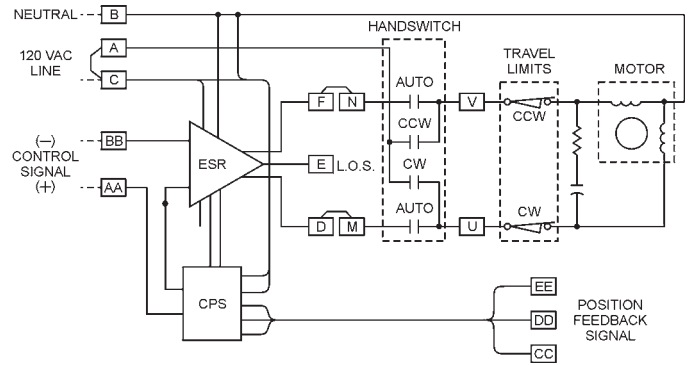 NEUTRAL
B
HANDSWITCH
A
120 VAC
LINE
C
TRAVEL
LIMITS
MOTOR
AUTO
F
N
V
CCW
CCW
(–)
CONTROL
SIGNAL
(+)
BB
AA
ESR
E
L.O.S.
CW
AUTO
CW
D
M
U
CPS
EE
DD
CC
POSITION
FEEDBACK
SIGNAL